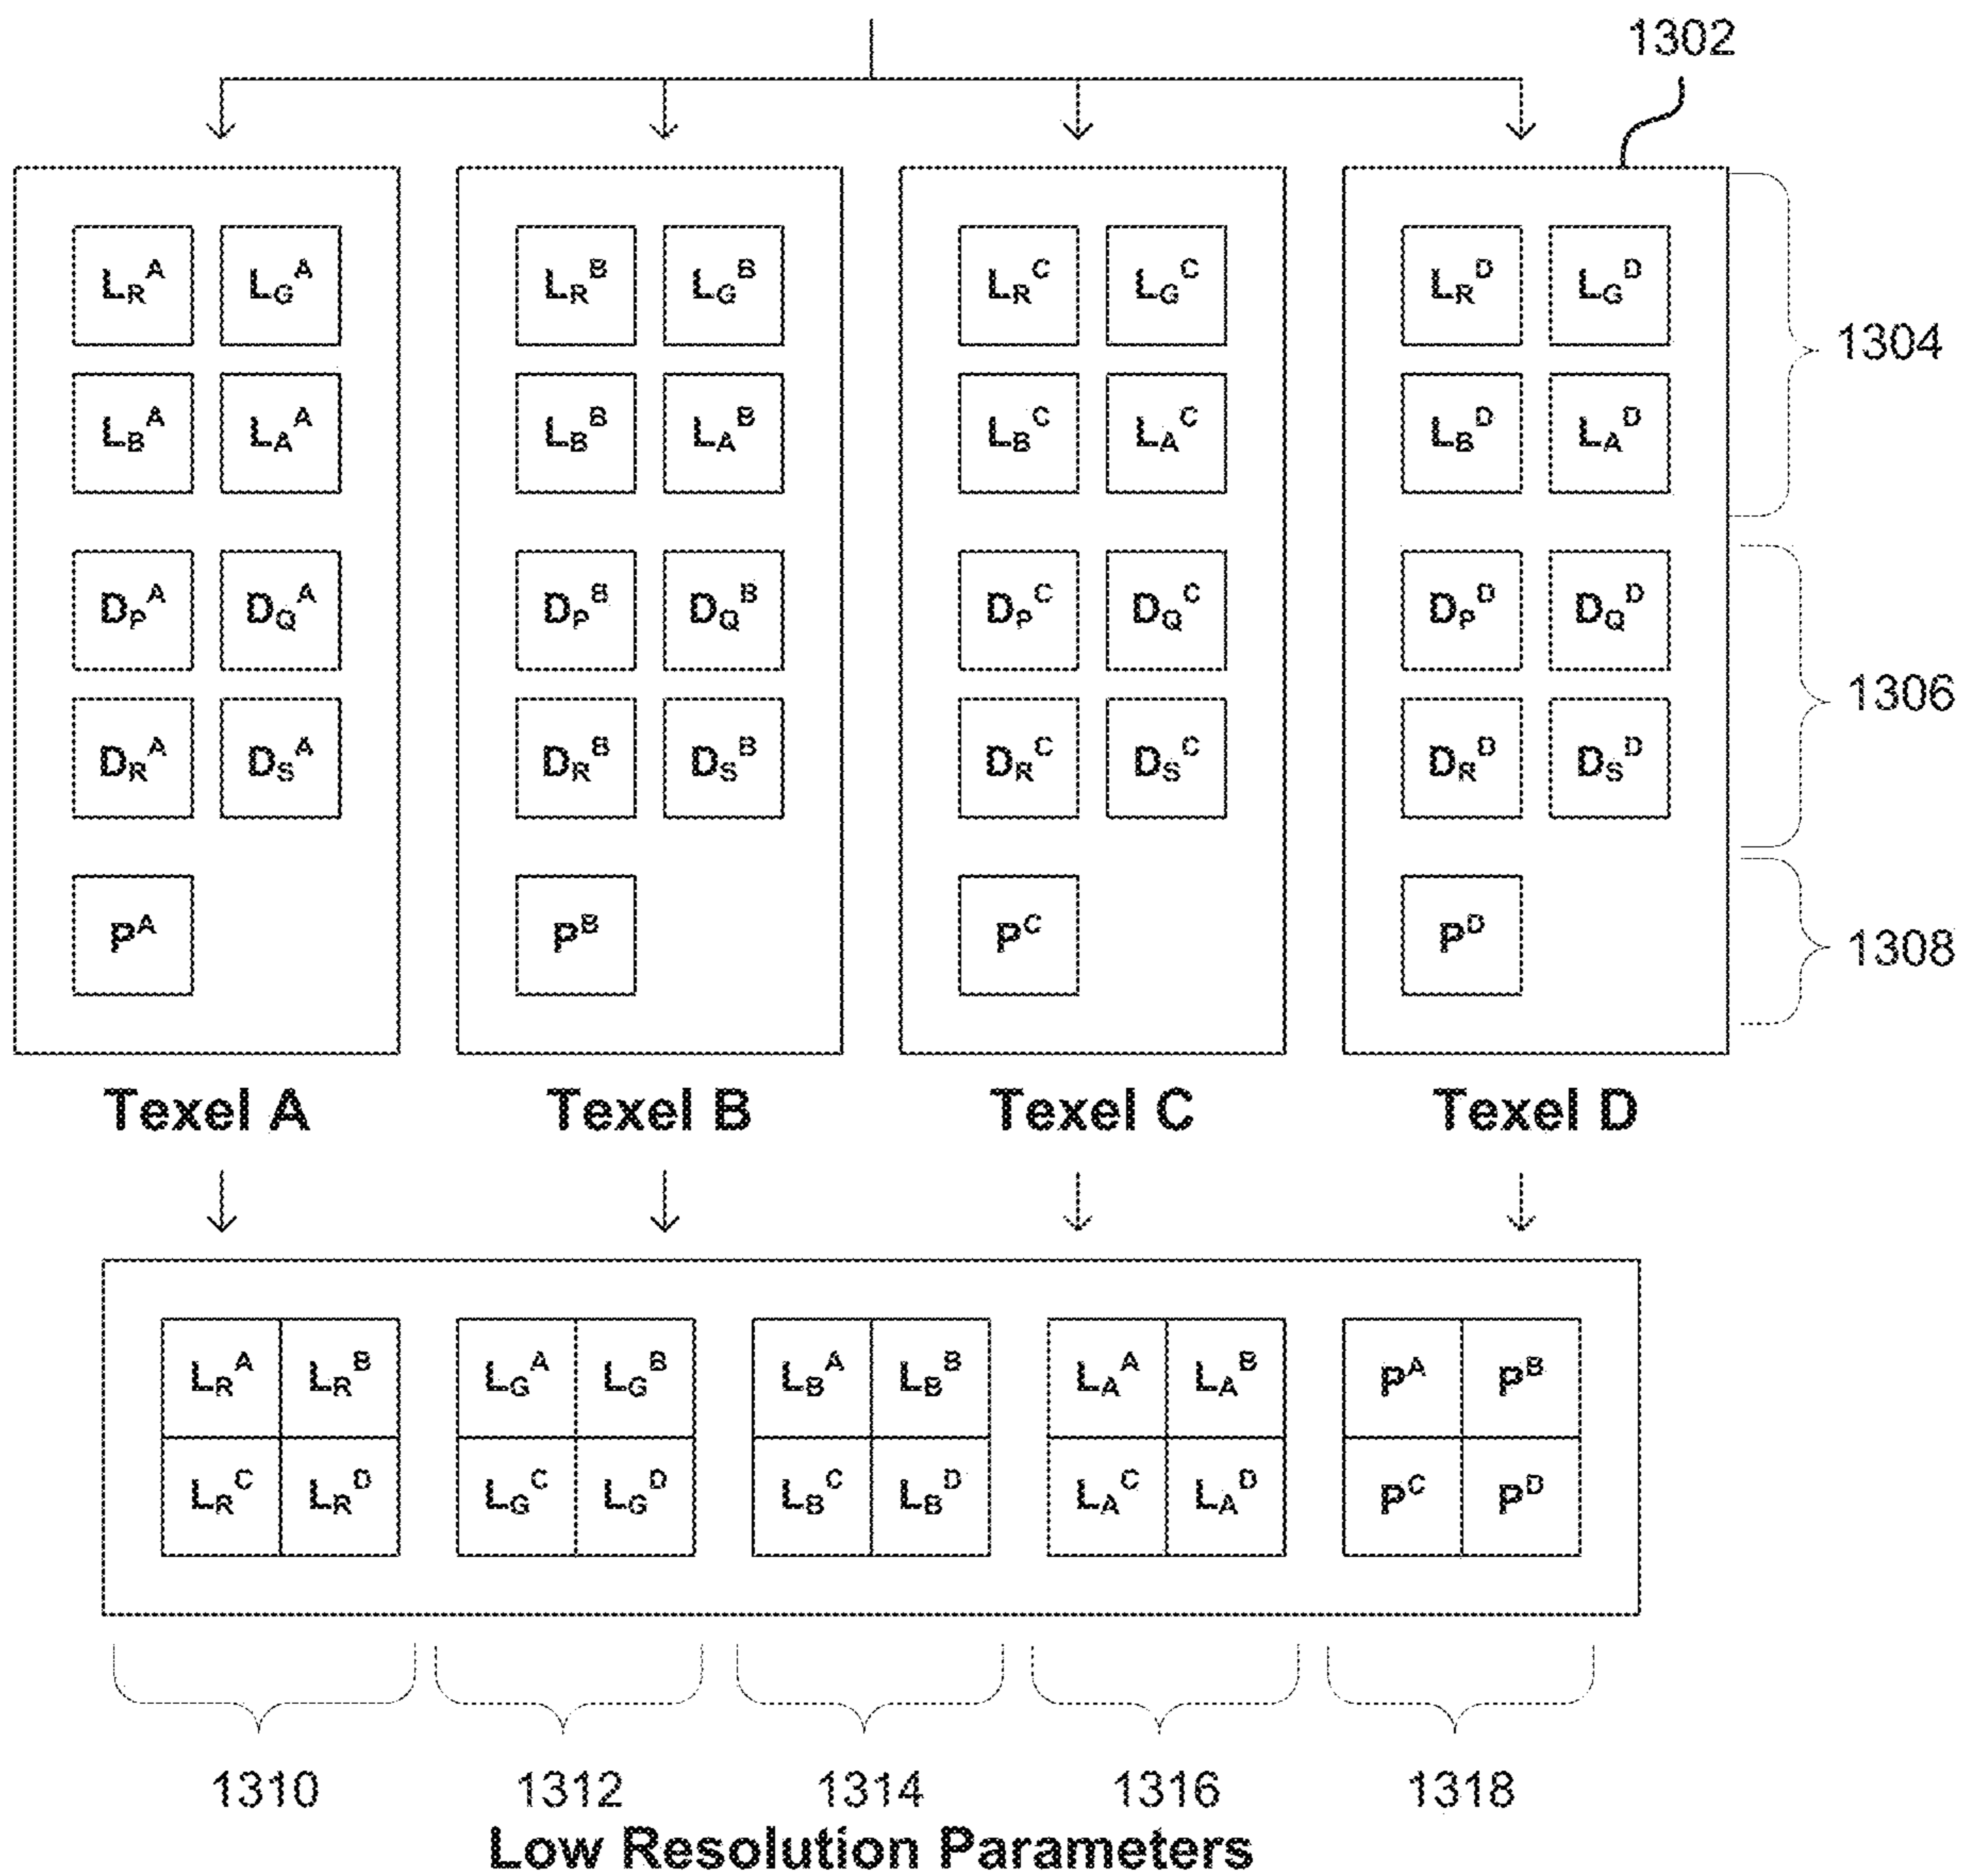 1302
L_R^A L_G^A L_R^B L_G^B L_R^C L_G^C L_R^D L_G^D
1304
L_B^A L_A^A L_B^B L_A^B L_B^C L_A^C L_B^D L_A^D
D_P^A D_Q^A D_P^B D_Q^B D_P^C D_Q^C D_P^D D_Q^D
1306
D_R^A D_S^A D_R^B D_S^B D_R^C D_S^C D_R^D D_S^D
P^A P^B P^C P^D
1308
Texel A Texel B Texel C Texel D
L_R^A L_R^B L_G^A L_G^B L_B^A L_B^B L_A^A L_A^B P^A P^B
L_R^C L_R^D L_G^C L_G^D L_B^C L_B^D L_A^C L_A^D P^C P^D
1310 1312 1314 1316 1318
Low Resolution Parameters